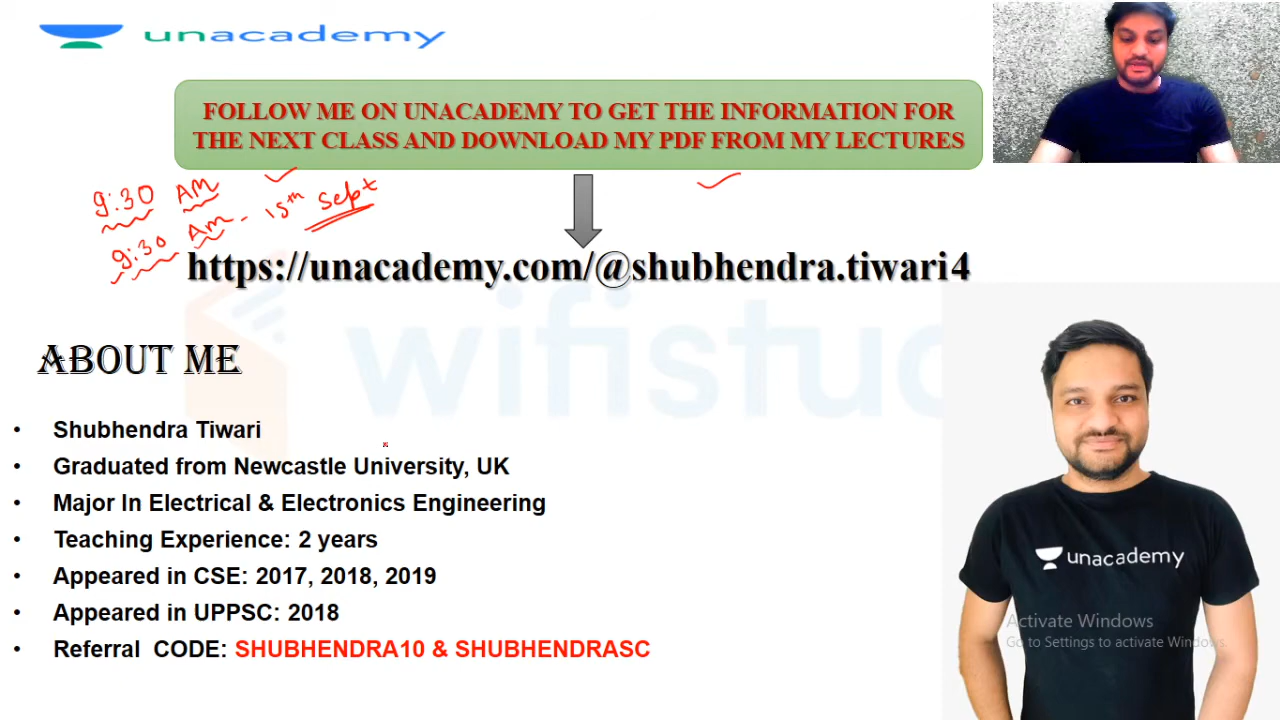 unacademy
FOLLOW ME ON UNACADEMY TO GET THE INFORMATION FOR
THE NEXT CLASS AND DOWNLOAD MY PDF FROM MY LECTURES
9:30 AM
9:30 Am - 15th Sept
https://unacademy.com/@shubhendra.tiwari4
wifistud
ABOUT ME
• Shubhendra Tiwari
• Graduated from Newcastle University, UK
• Major In Electrical & Electronics Engineering
• Teaching Experience: 2 years
• Appeared in CSE: 2017, 2018, 2019
• Appeared in UPPSC: 2018
• Referral CODE: SHUBHENDRA10 & SHUBHENDRASC
unacademy
Activate Windows
Go to Settings to activate Windows.